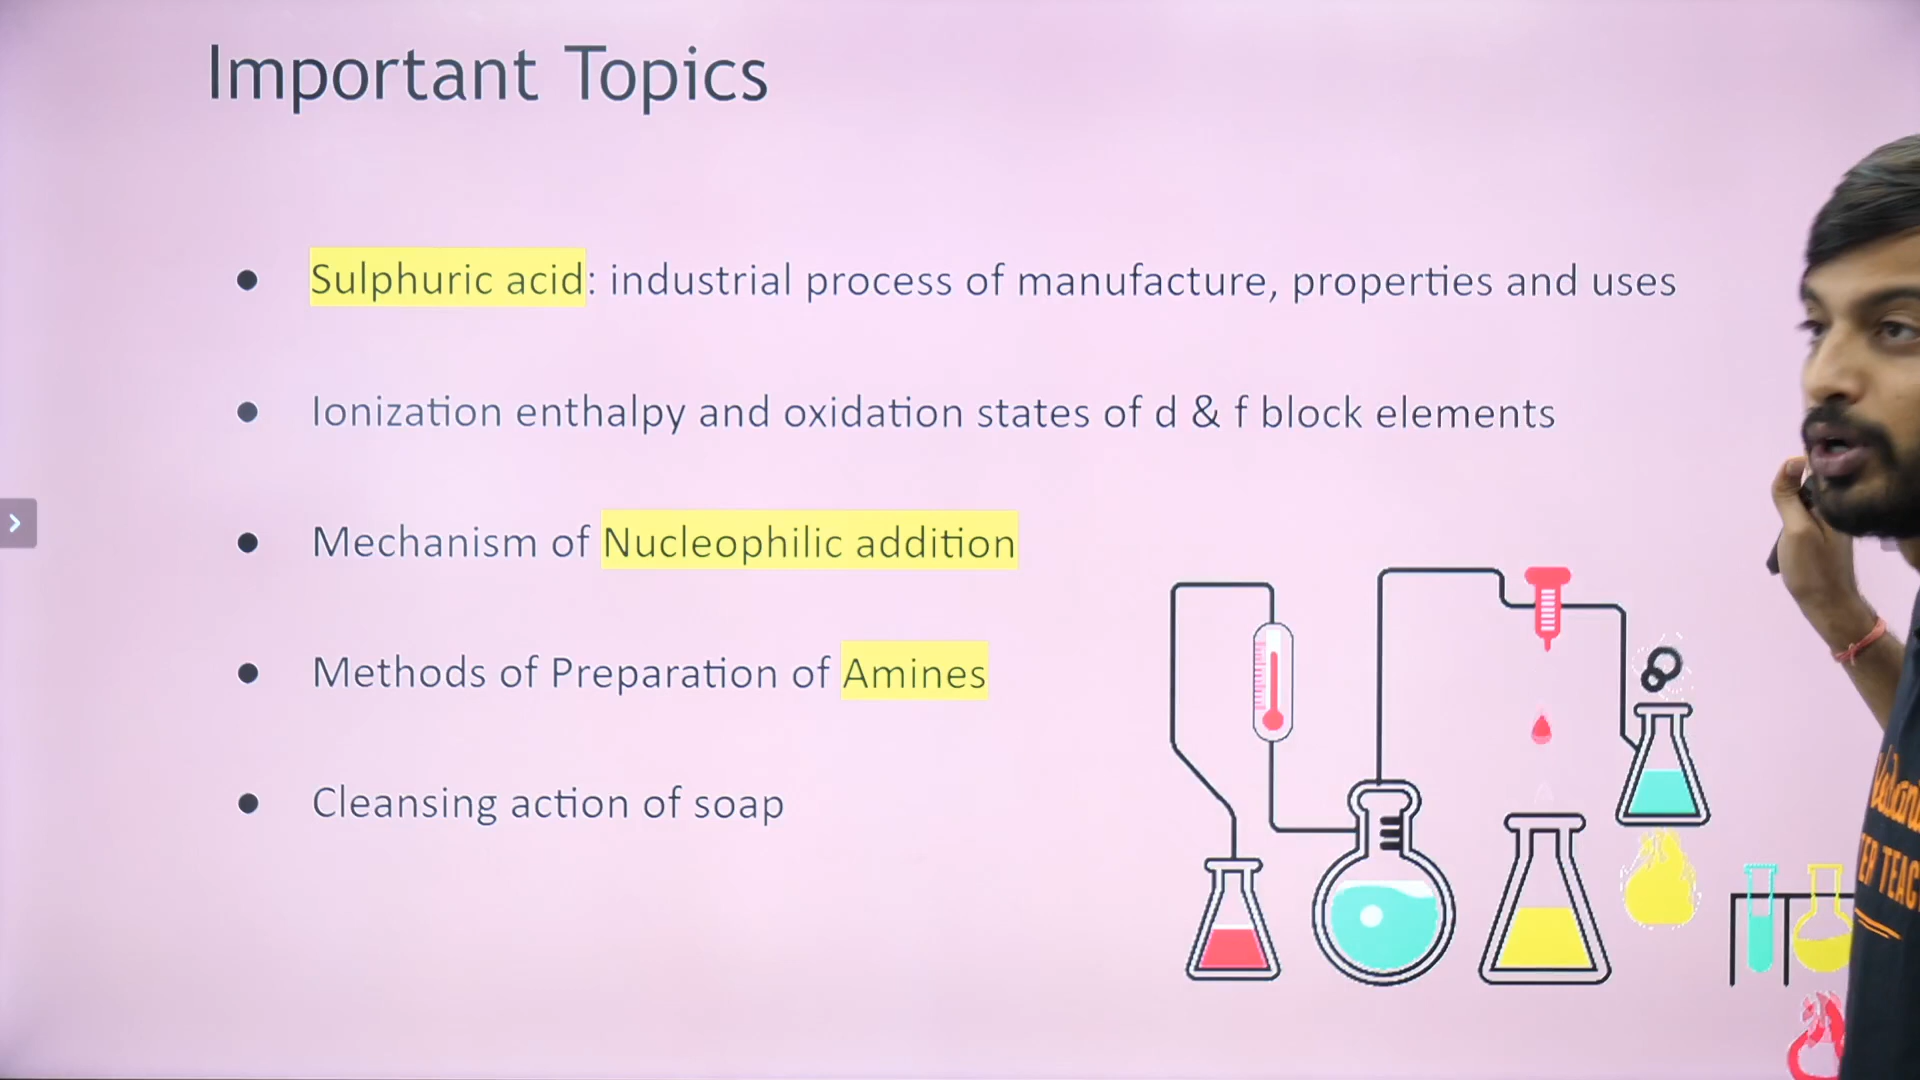 Important Topics
● Sulphuric acid: industrial process of manufacture, properties and uses
● Ionization enthalpy and oxidation states of d & f block elements
● Mechanism of Nucleophilic addition
● Methods of Preparation of Amines
● Cleansing action of soap